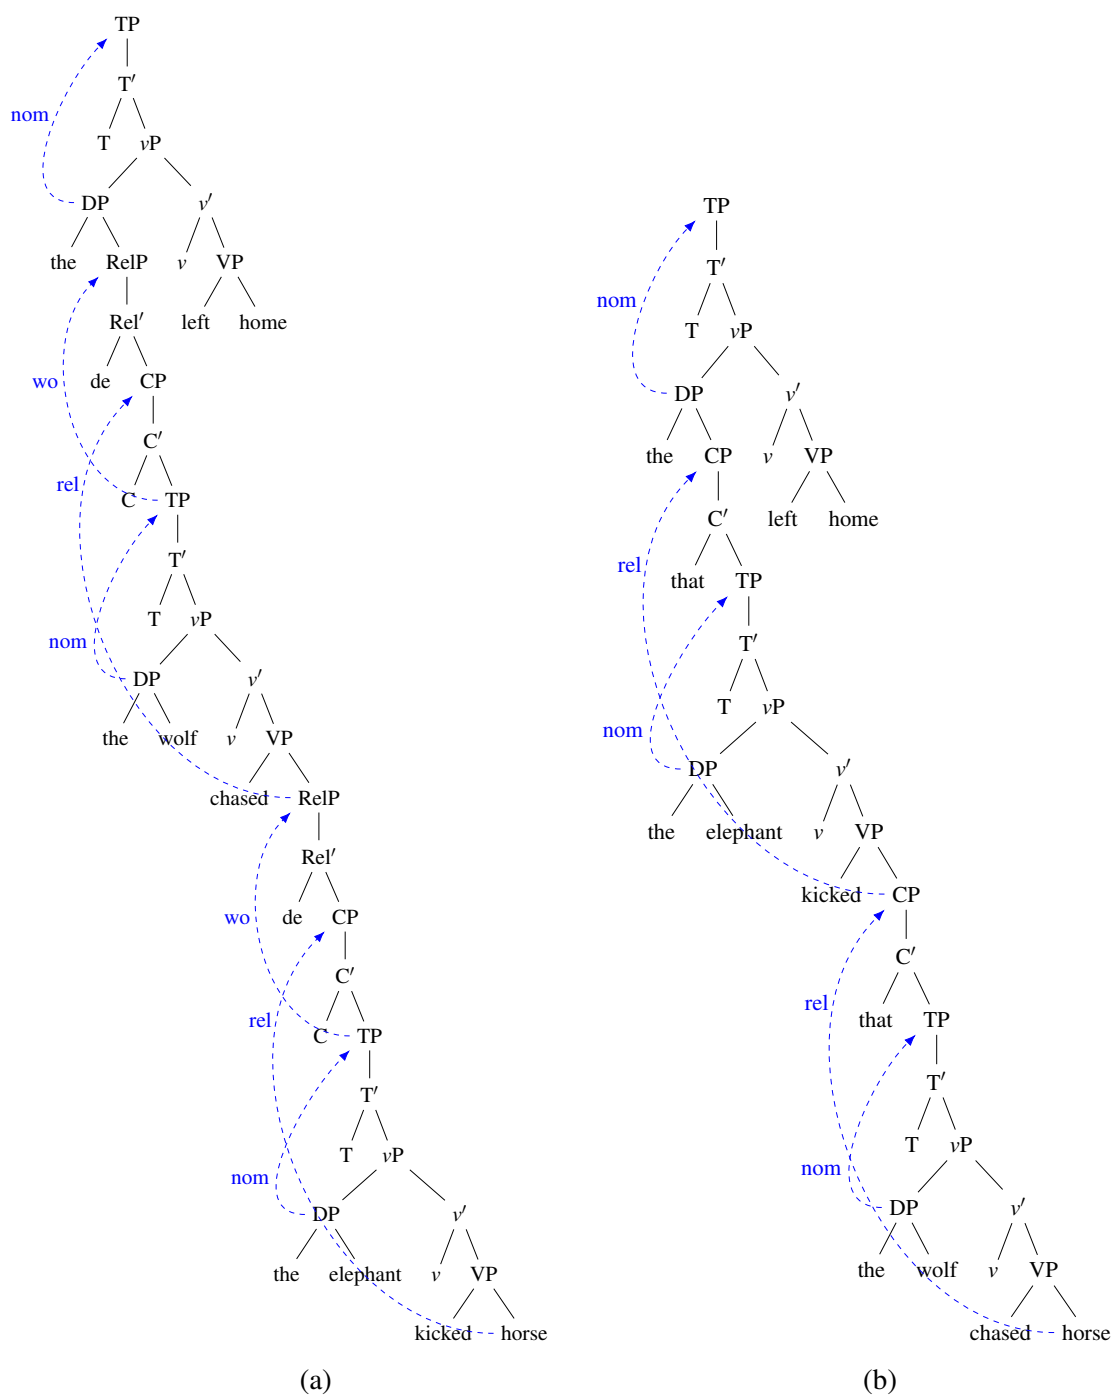 TP
T′
nom
T vP
DP v′
the RelP v VP
Rel′ left home
wo de CP
C′
rel C TP
T′
T vP
nom
DP v′
the wolf v VP
chased RelP
Rel′
wo de CP
C′
rel C TP
T′
T vP
nom
DP v′
the elephant v VP
kicked horse
(a)
TP
T′
nom
T vP
DP v′
the CP v VP
C′ left home
rel
that TP
T′
T vP
nom
DP v′
the elephant v VP
kicked CP
C′
rel
that TP
T′
T vP
nom
DP v′
the wolf v VP
chased horse
(b)